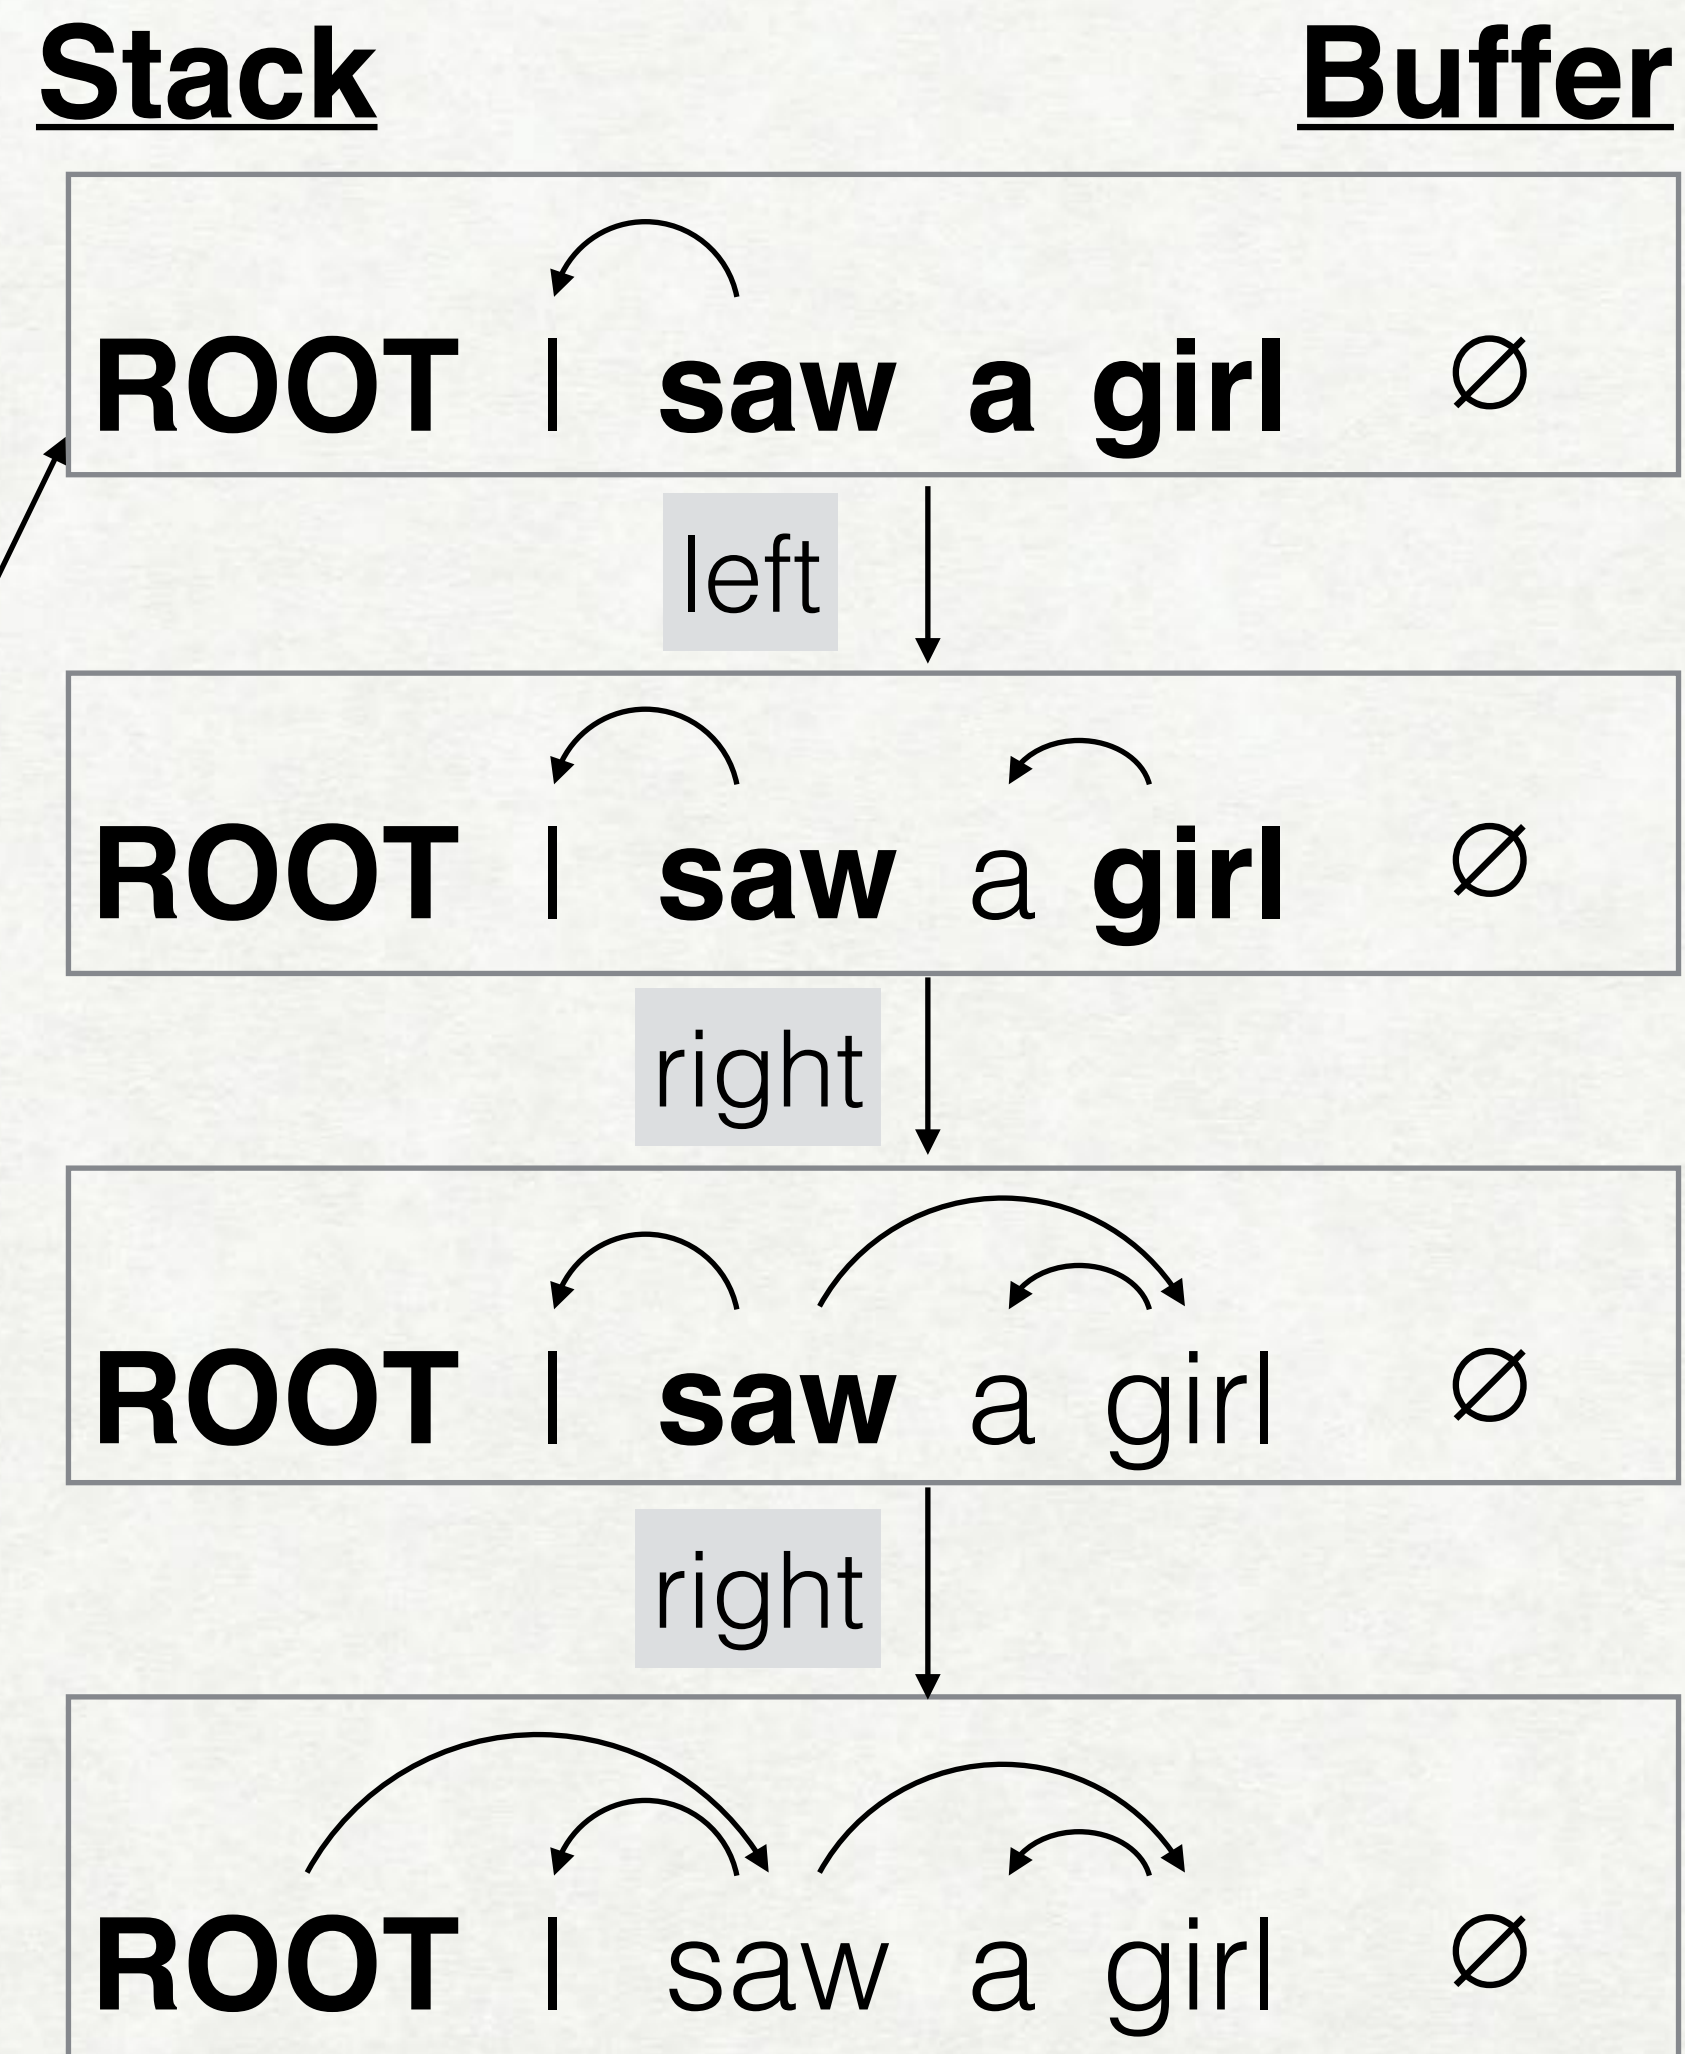 Stack Buffer
ROOT I saw a girl ∅
left
ROOT I saw a girl ∅
right
ROOT I saw a girl ∅
right
ROOT I saw a girl ∅